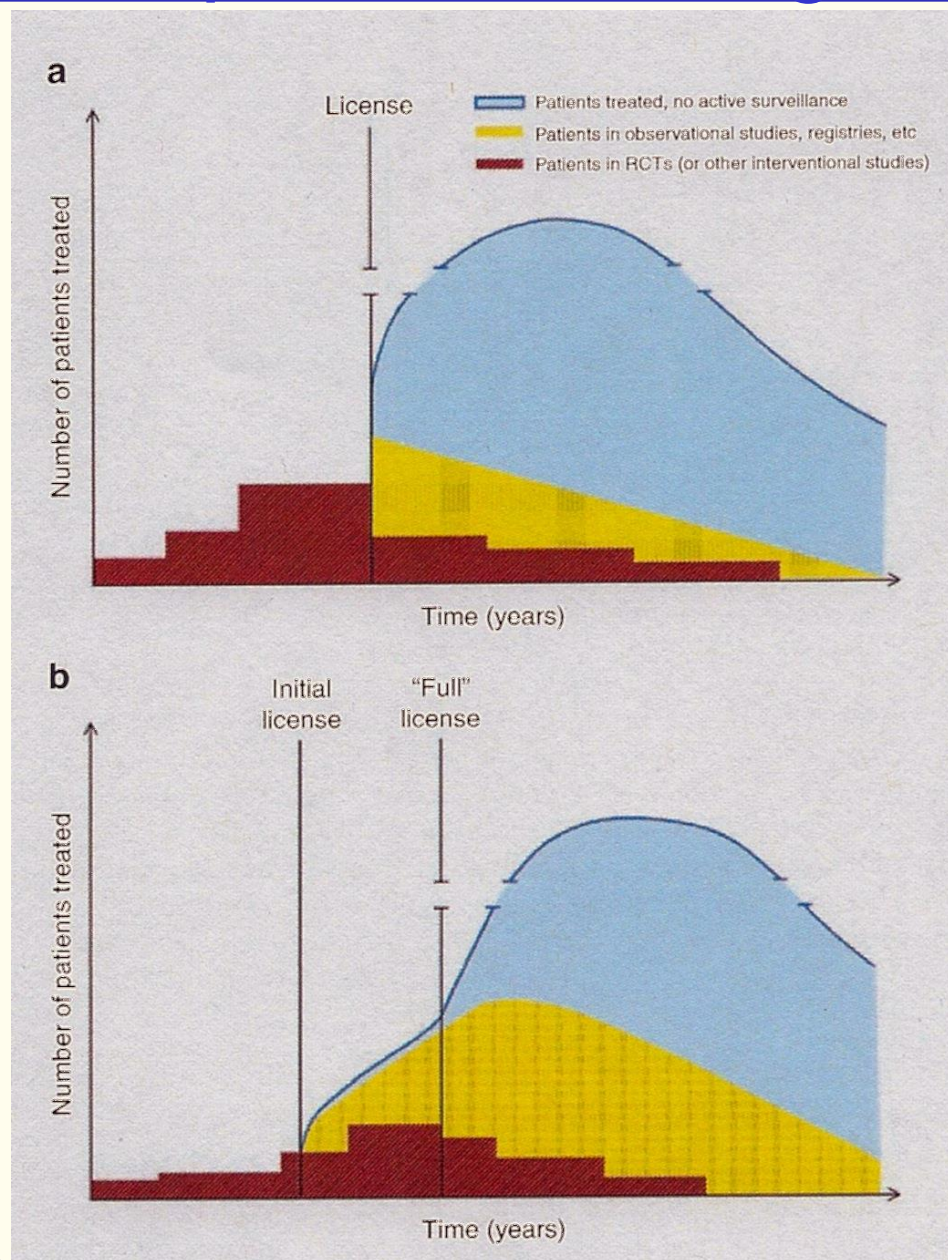 a
License
Patients treated, no active surveillance
Patients in observational studies, registries, etc
Patients in RCTs (or other interventional studies)
Number of patients treated
Time (years)
b
Initial
license
“Full”
license
Number of patients treated
Time (years)